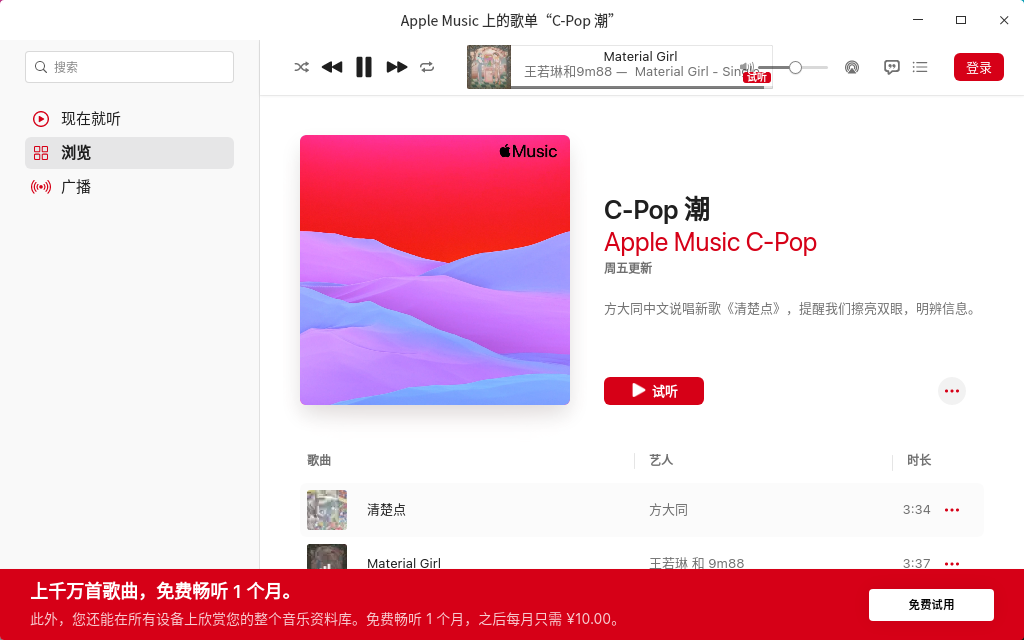 Apple Music 上的歌单“C-Pop 潮”
搜索
现在就听
浏览
广播
Material Girl
王若琳和9m88 — Material Girl - Single
试听
登录
Music
C-Pop 潮
Apple Music C-Pop
周五更新
方大同中文说唱新歌《清楚点》，提醒我们擦亮双眼，明辨信息。
试听
歌曲 艺人 时长
清楚点 方大同 3:34
Material Girl 王若琳 和 9m88 3:37
上千万首歌曲，免费畅听 1 个月。
此外，您还能在所有设备上欣赏您的整个音乐资料库。免费畅听 1 个月，之后每月只需 ¥10.00。
免费试用